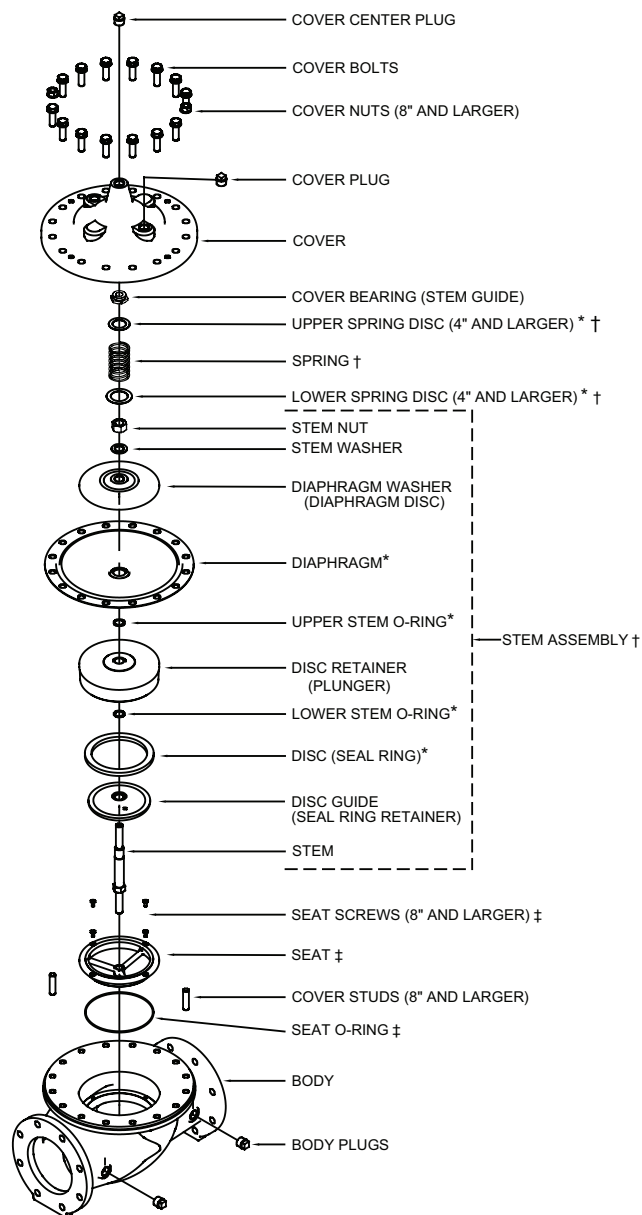 COVER CENTER PLUG
COVER BOLTS
COVER NUTS (8" AND LARGER)
COVER PLUG
COVER
COVER BEARING (STEM GUIDE)
UPPER SPRING DISC (4" AND LARGER) * †
SPRING †
LOWER SPRING DISC (4" AND LARGER) * †
STEM NUT
STEM WASHER
DIAPHRAGM WASHER
(DIAPHRAGM DISC)
DIAPHRAGM*
UPPER STEM O-RING*
STEM ASSEMBLY †
DISC RETAINER
(PLUNGER)
LOWER STEM O-RING*
DISC (SEAL RING)*
DISC GUIDE
(SEAL RING RETAINER)
STEM
SEAT SCREWS (8" AND LARGER) ‡
SEAT ‡
COVER STUDS (8" AND LARGER)
SEAT O-RING ‡
BODY
BODY PLUGS